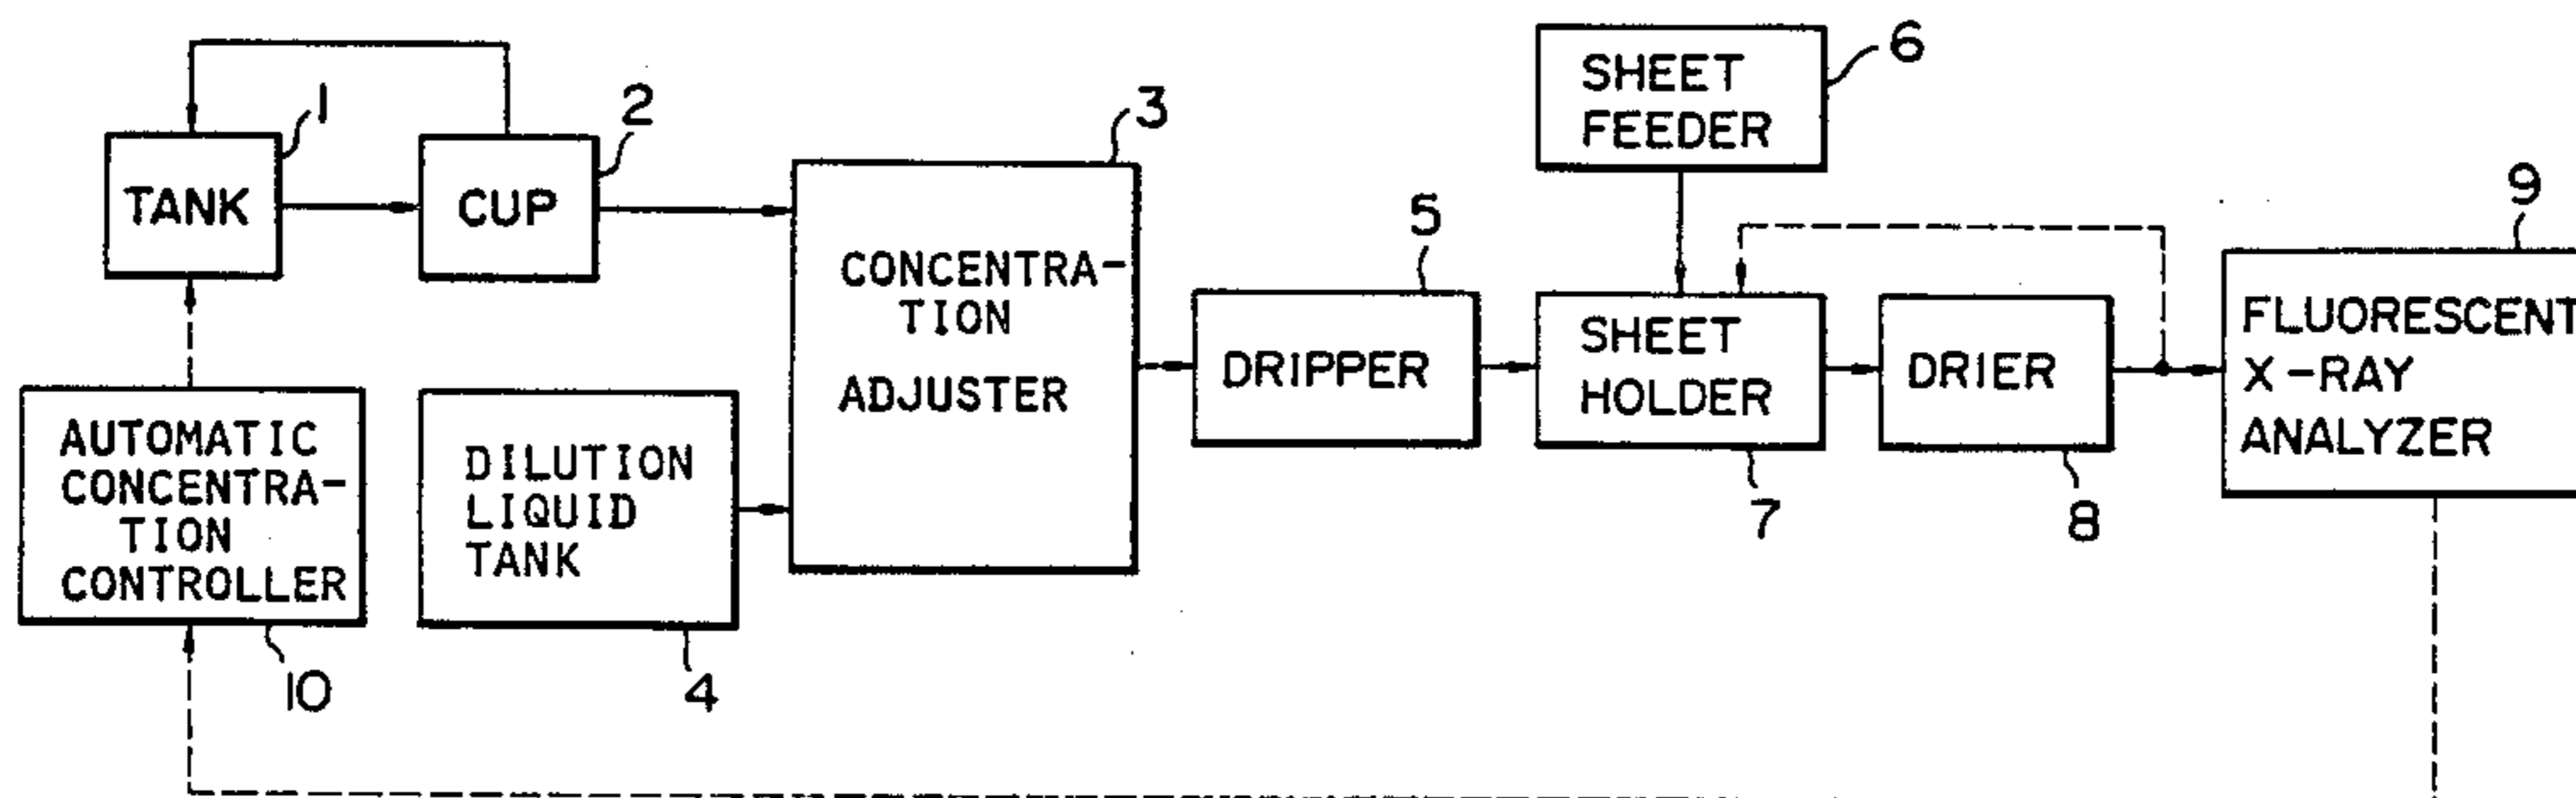 1
TANK
2
CUP
3
CONCENTRA-
TION
ADJUSTER
DILUTION
LIQUID
TANK
4
5
DRIPPER
6
SHEET
FEEDER
SHEET
HOLDER
7
DRIER
8
9
FLUORESCENT
X-RAY
ANALYZER
AUTOMATIC
CONCENTRA-
TION
CONTROLLER
10